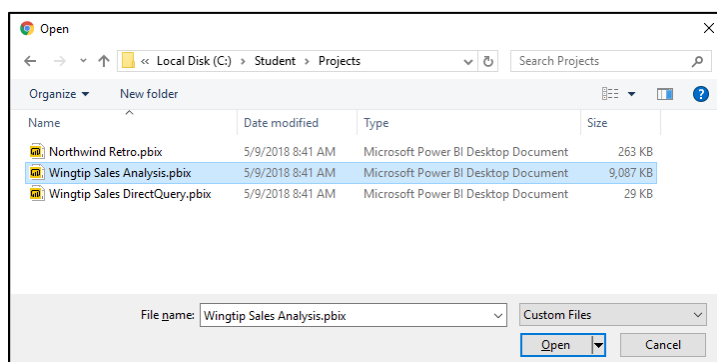 Open
« Local Disk (C:) > Student > Projects Search Projects
Organize New folder
Name Date modified Type Size
Northwind Retro.pbix 5/9/2018 8:41 AM Microsoft Power BI Desktop Document 263 KB
Wingtip Sales Analysis.pbix 5/9/2018 8:41 AM Microsoft Power BI Desktop Document 9,087 KB
Wingtip Sales DirectQuery.pbix 5/9/2018 8:41 AM Microsoft Power BI Desktop Document 29 KB
File name: Wingtip Sales Analysis.pbix Custom Files
Open Cancel